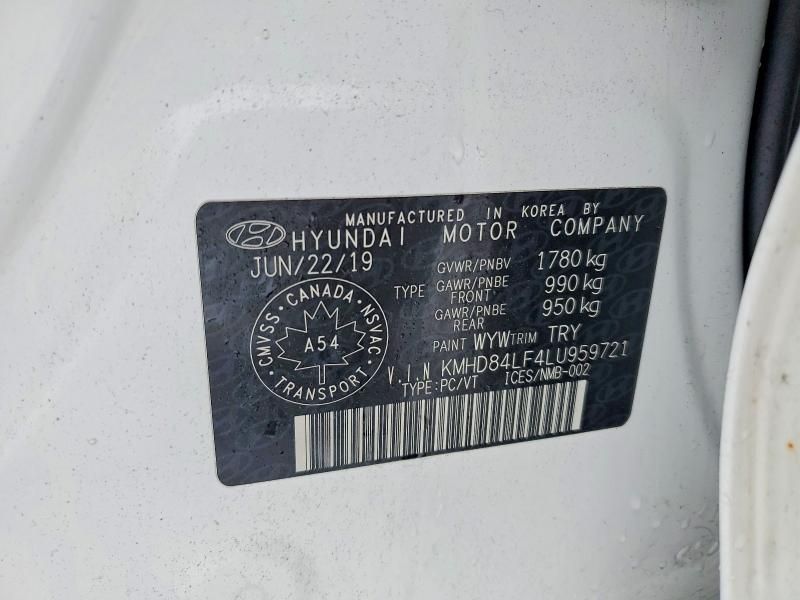 MANUFACTURED IN KOREA BY
HYUNDAI MOTOR COMPANY
JUN/22/19
GVWR/PNBV 1780 kg
TYPE GAWR/PNBE FRONT 990 kg
GAWR/PNBE REAR 950 kg
PAINT WYW TRIM TRY
V.I.N KMHD84LF4LU959721
TYPE:PC/VT ICES/NMB-002
CMVSS · CANADA · NSVAC
A54
TRANSPORT